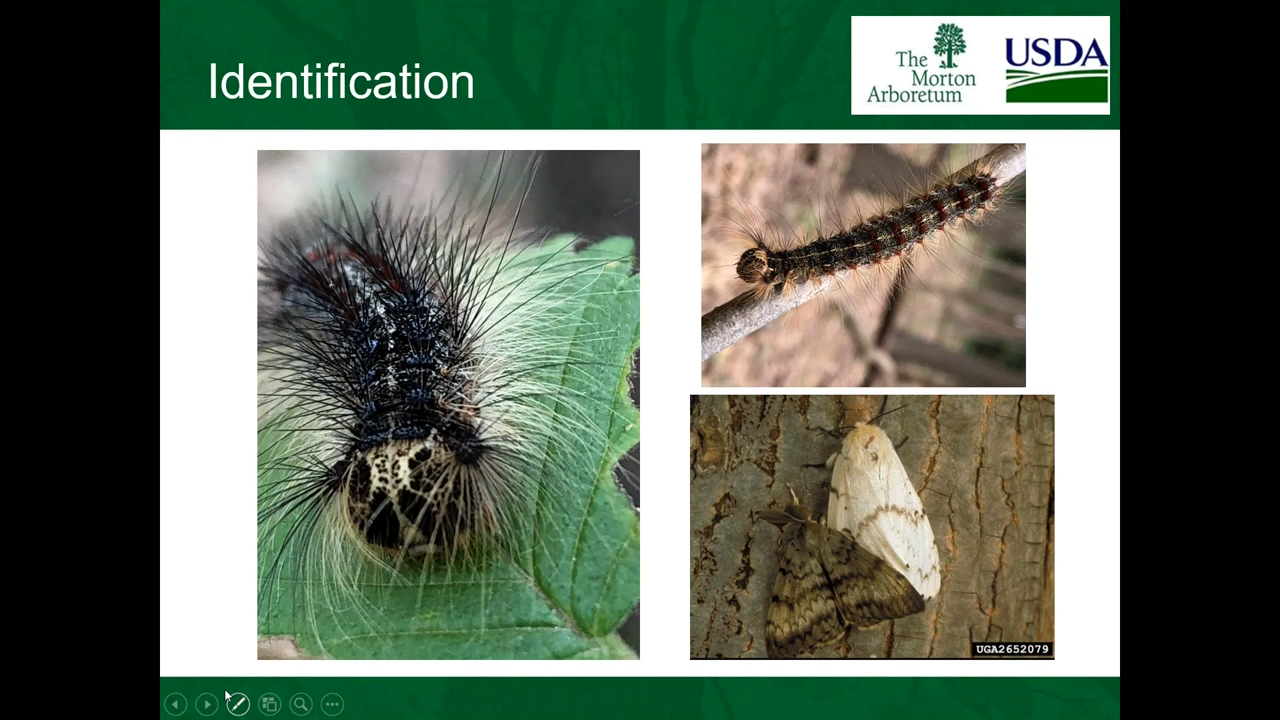 Identification
The
Morton
Arboretum
USDA
UGA2652079